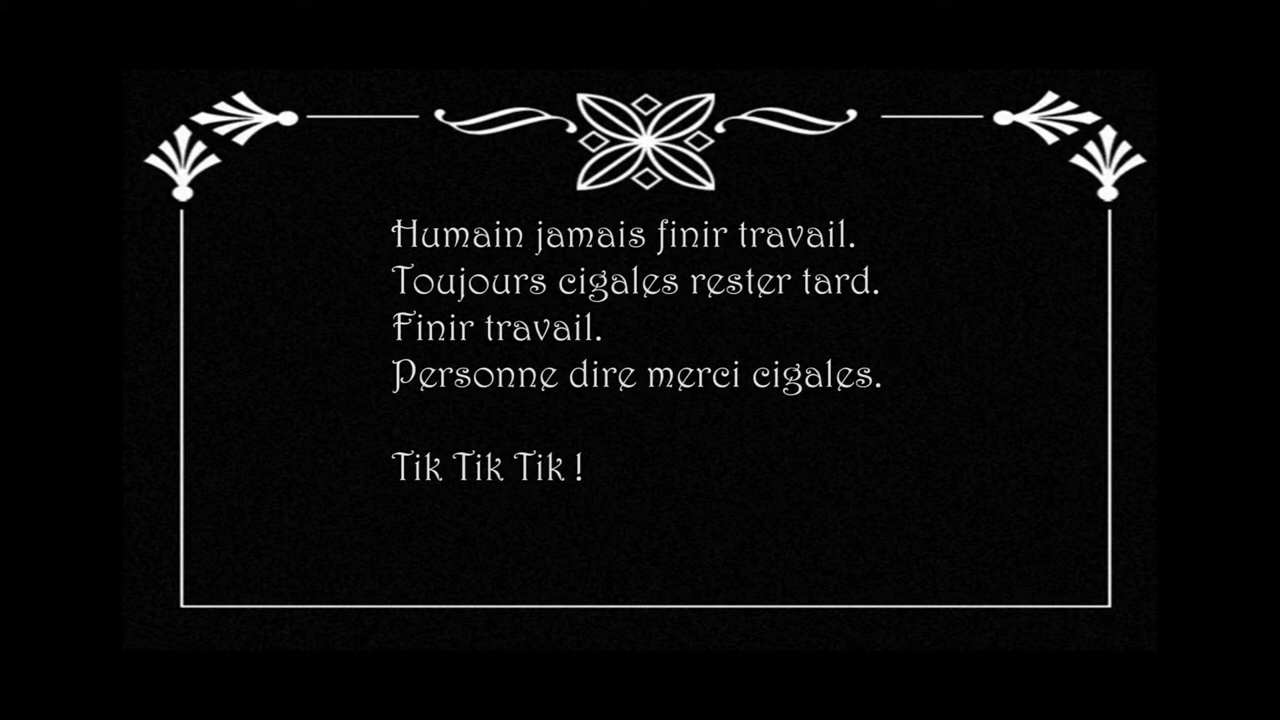 Humain jamais finir travail.
Toujours cigales rester tard.
Finir travail.
Personne dire merci cigales.
Tik Tik Tik !